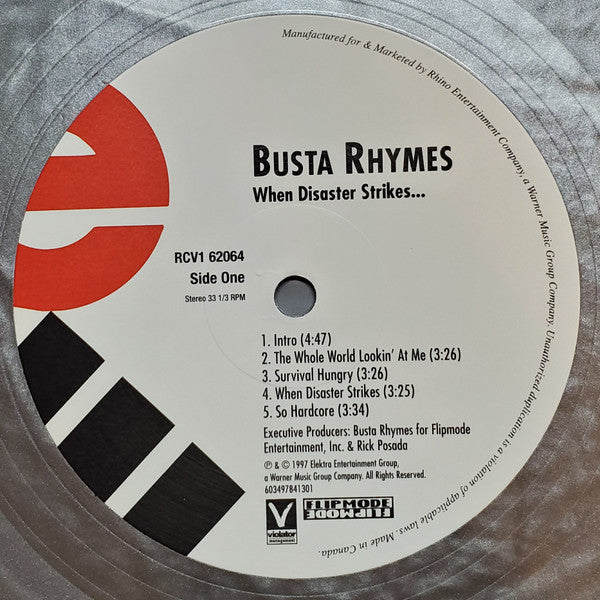 Manufactured for & Marketed by Rhino Entertainment Company, a Warner Music Group Company. Unauthorized duplication is a violation of applicable laws. Made in Canada.
BUSTA RHYMES
When Disaster Strikes...
RCV1 62064
Side One
Stereo 33 1/3 RPM
1. Intro (4:47)
2. The Whole World Lookin' At Me (3:26)
3. Survival Hungry (3:26)
4. When Disaster Strikes (3:25)
5. So Hardcore (3:34)
Executive Producers: Busta Rhymes for Flipmode
Entertainment, Inc. & Rick Posada
℗ & © 1997 Elektra Entertainment Group,
a Warner Music Group Company. All Rights Reserved.
603497841301
V
violator
management
FLIPMODE
FLIPMODE
e